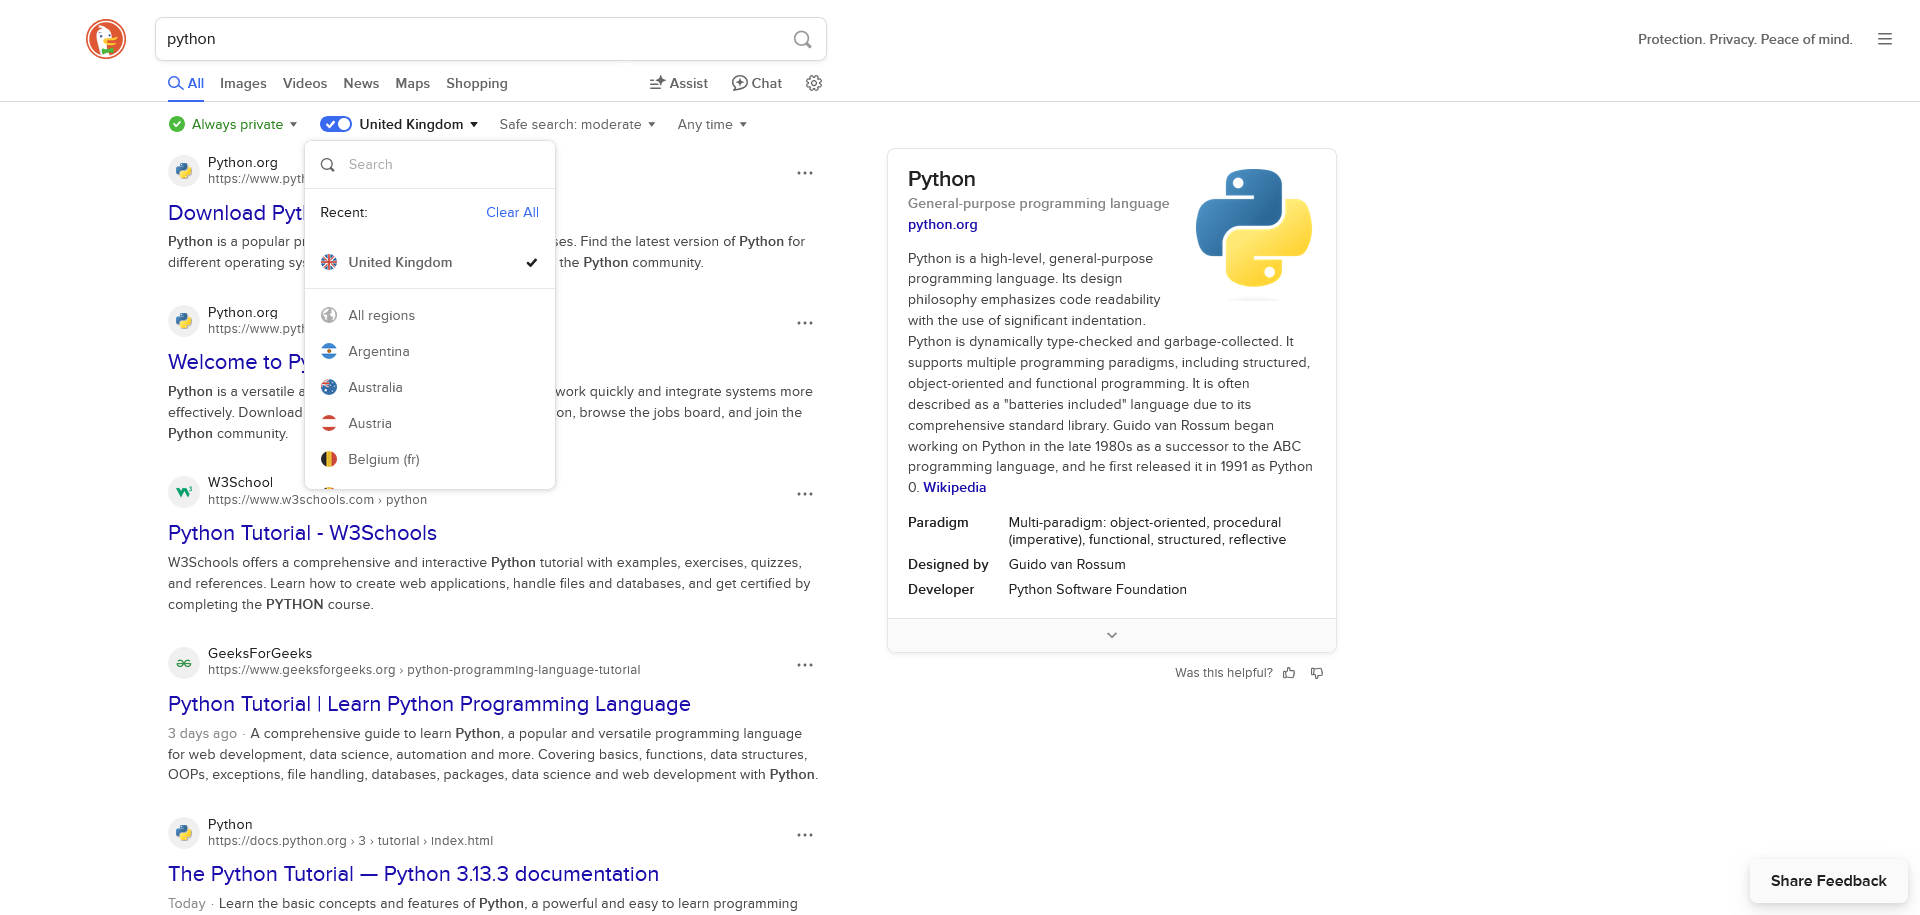 python
Protection. Privacy. Peace of mind.
All Images Videos News Maps Shopping Assist Chat
Always private United Kingdom Safe search: moderate Any time
Search
Recent: Clear All
United Kingdom
All regions
Argentina
Australia
Austria
Belgium (fr)
Python.org
https://www.pyth
Download Pyt
Python is a popular pr ses. Find the latest version of Python for
different operating sys the Python community.
Python.org
https://www.pyth
Welcome to Py
Python is a versatile a work quickly and integrate systems more
effectively. Download on, browse the jobs board, and join the
Python community.
W3School
https://www.w3schools.com › python
Python Tutorial - W3Schools
W3Schools offers a comprehensive and interactive Python tutorial with examples, exercises, quizzes,
and references. Learn how to create web applications, handle files and databases, and get certified by
completing the PYTHON course.
GeeksForGeeks
https://www.geeksforgeeks.org › python-programming-language-tutorial
Python Tutorial | Learn Python Programming Language
3 days ago · A comprehensive guide to learn Python, a popular and versatile programming language
for web development, data science, automation and more. Covering basics, functions, data structures,
OOPs, exceptions, file handling, databases, packages, data science and web development with Python.
Python
https://docs.python.org › 3 › tutorial › index.html
The Python Tutorial — Python 3.13.3 documentation
Today · Learn the basic concepts and features of Python, a powerful and easy to learn programming
Python
General-purpose programming language
python.org
Python is a high-level, general-purpose
programming language. Its design
philosophy emphasizes code readability
with the use of significant indentation.
Python is dynamically type-checked and garbage-collected. It
supports multiple programming paradigms, including structured,
object-oriented and functional programming. It is often
described as a "batteries included" language due to its
comprehensive standard library. Guido van Rossum began
working on Python in the late 1980s as a successor to the ABC
programming language, and he first released it in 1991 as Python
0. Wikipedia
Paradigm Multi-paradigm: object-oriented, procedural
(imperative), functional, structured, reflective
Designed by Guido van Rossum
Developer Python Software Foundation
Was this helpful?
Share Feedback